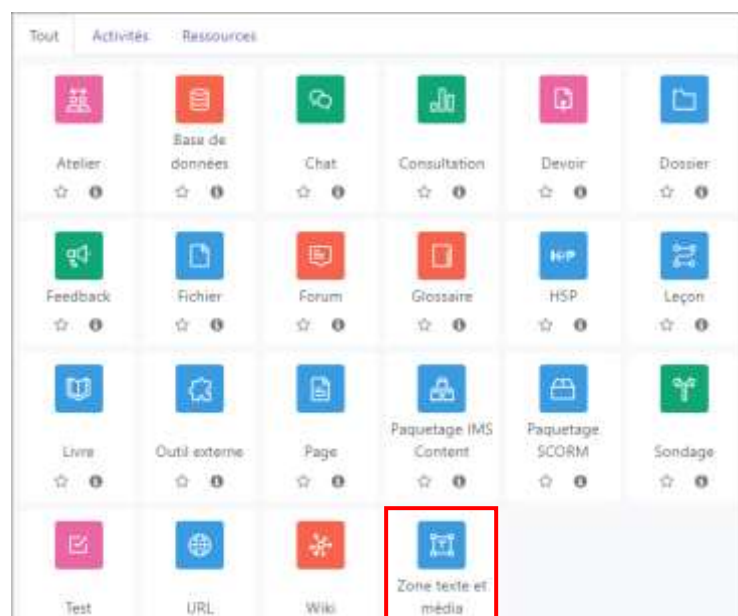 Tout Activités Ressources
Base de
Atelier données Chat Consultation Devoir Dossier
Feedback Fichier Forum Glossaire H5P Leçon
Paquetage IMS Paquetage
Livre Outil externe Page Content SCORM Sondage
Zone texte et
Test URL Wiki média